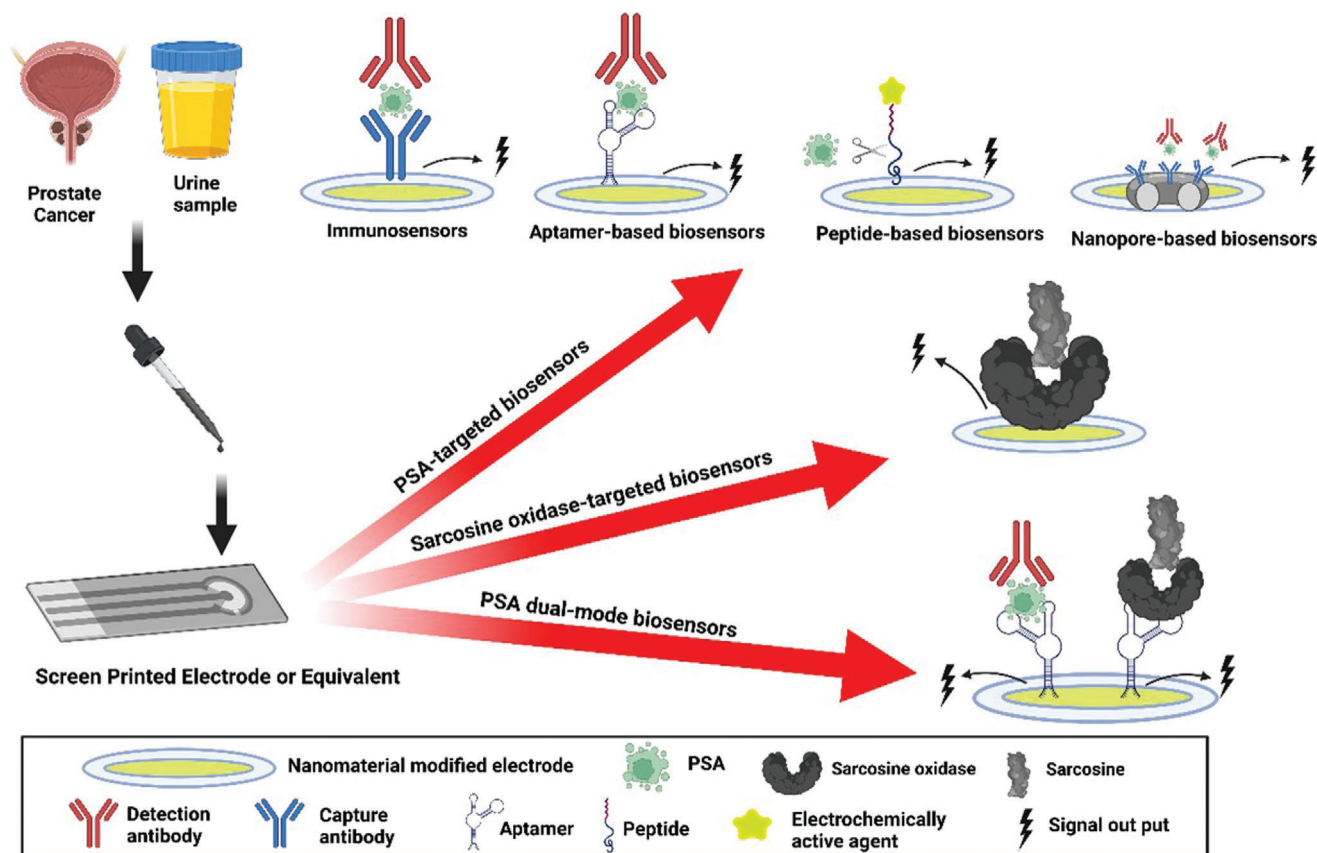 Prostate
Cancer
Urine
sample
Immunosensors
Aptamer-based biosensors
Peptide-based biosensors
Nanopore-based biosensors
PSA-targeted biosensors
Sarcosine oxidase-targeted biosensors
PSA dual-mode biosensors
Screen Printed Electrode or Equivalent
Nanomaterial modified electrode
PSA
Sarcosine oxidase
Sarcosine
Detection
antibody
Capture
antibody
Aptamer
Peptide
Electrochemically
active agent
Signal out put